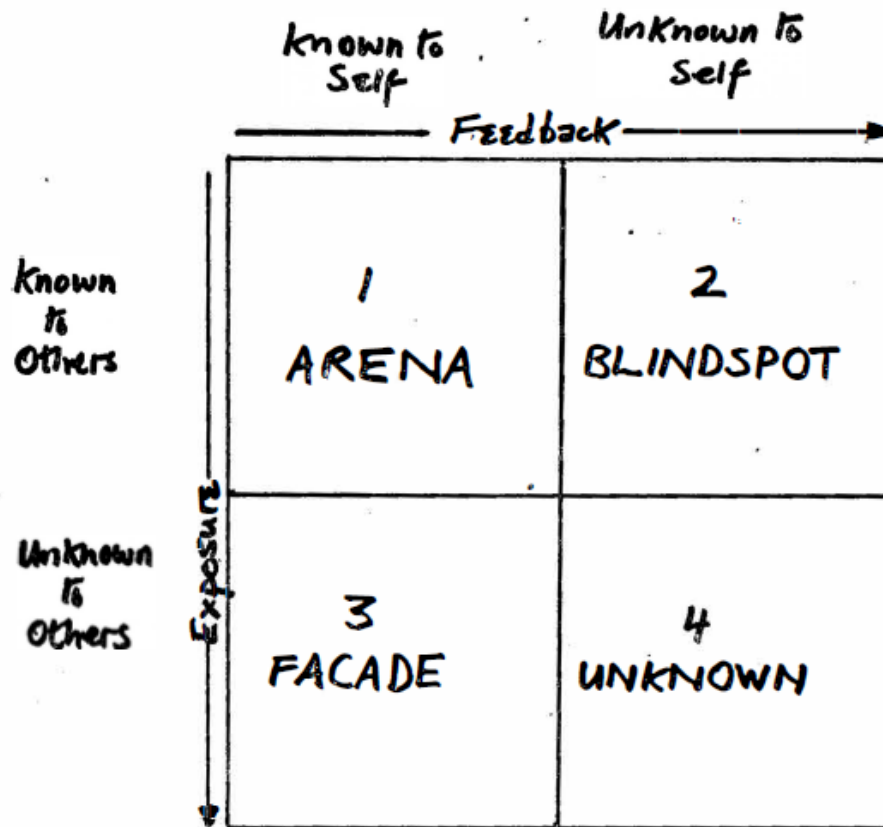 Known to
Self
Unknown to
Self
Feedback
Known
to
Others
1
ARENA
2
BLINDSPOT
Exposure
Unknown
to
Others
3
FACADE
4
UNKNOWN